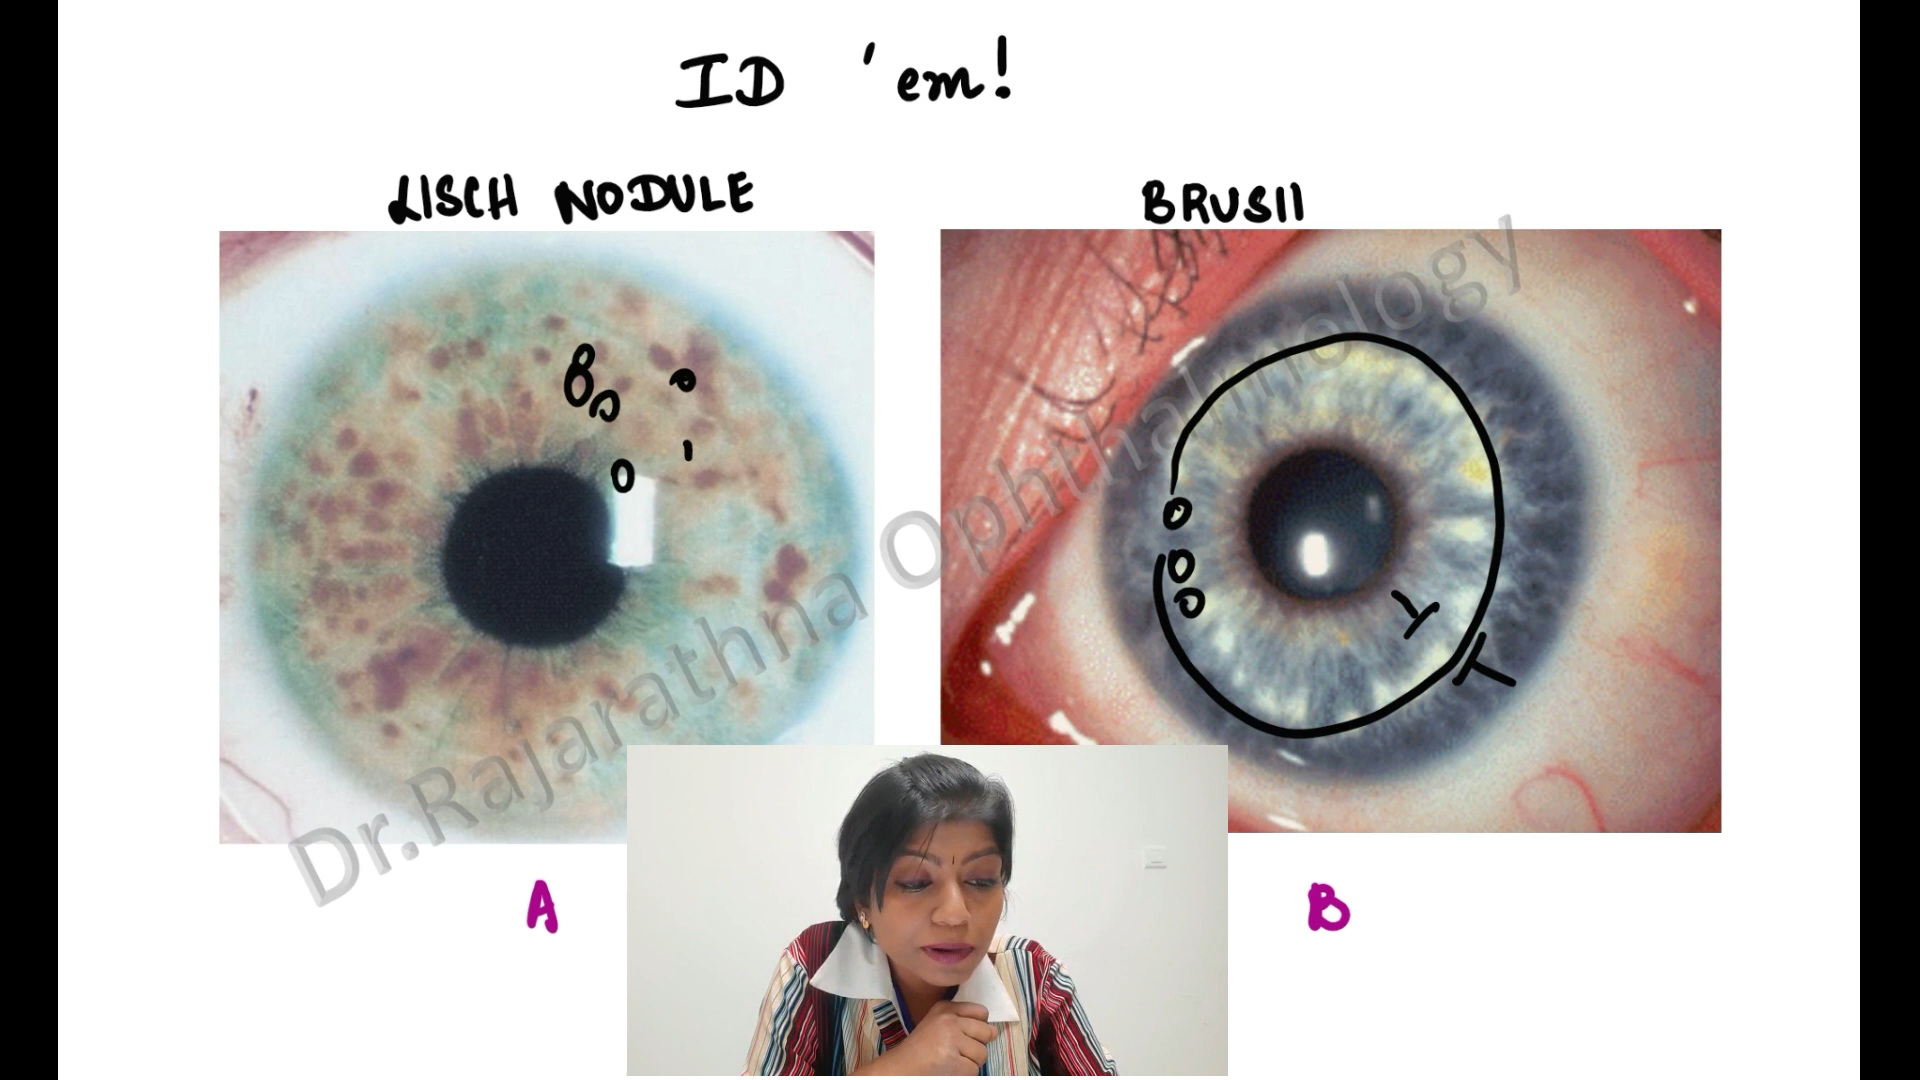 ID 'em!
LISCH NODULE
BRUSH
Dr.Rajarathna Ophthalmology
A
B